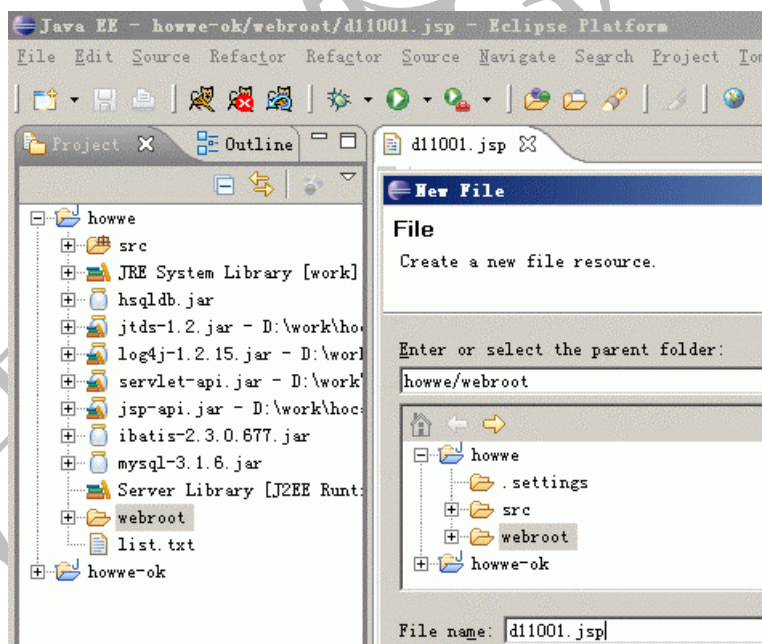 Java EE - howwe-ok/webroot/d11001.jsp - Eclipse Platform
File Edit Source Refactor Refactor Source Navigate Search Project
Project Outline
d11001.jsp
New File
File
Create a new file resource.
howwe
src
JRE System Library [work]
hsqldb.jar
jtds-1.2.jar - D:\work\
log4j-1.2.15.jar - D:\
servlet-api.jar - D:\work
jsp-api.jar - D:\work\
ibatis-2.3.0.677.jar
mysql-3.1.6.jar
Server Library [J2EE
webroot
list.txt
howwe-ok
Enter or select the parent folder:
howwe/webroot
howwe
.settings
src
webroot
howwe-ok
File name: d11001.jsp